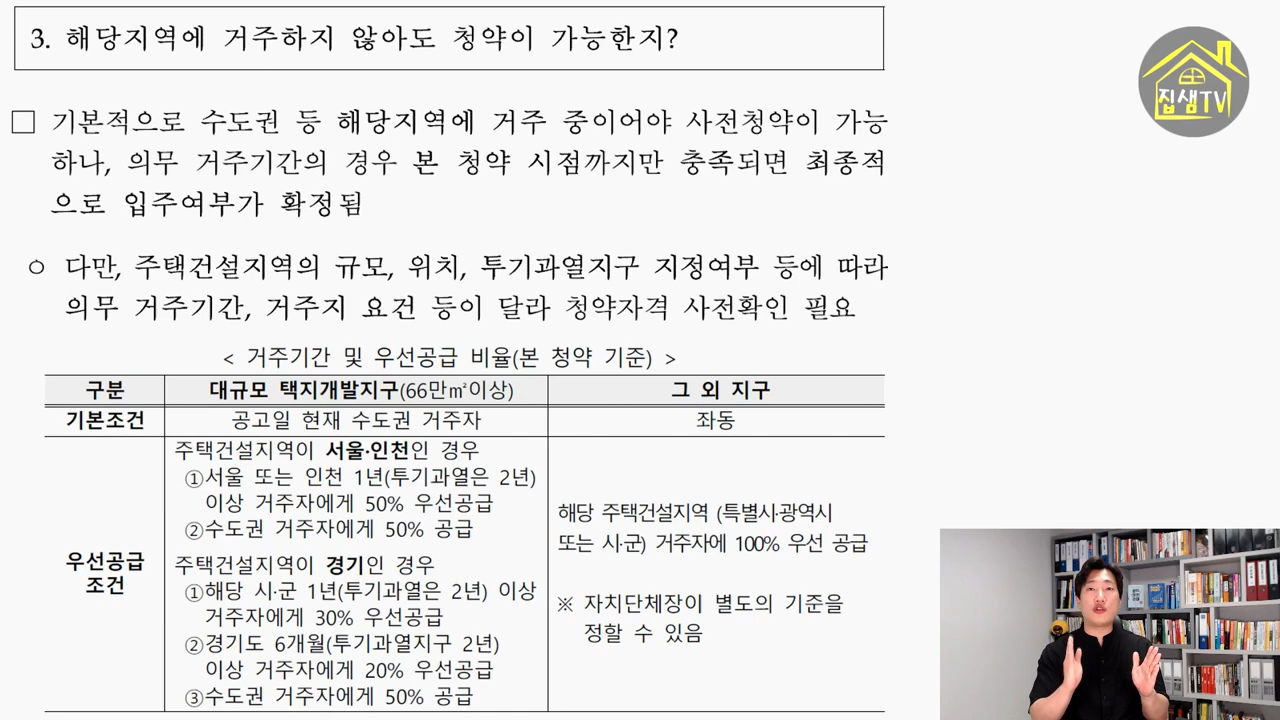 3. 해당지역에 거주하지 않아도 청약이 가능한지?
집샘TV
□ 기본적으로 수도권 등 해당지역에 거주 중이어야 사전청약이 가능
하나, 의무 거주기간의 경우 본 청약 시점까지만 충족되면 최종적
으로 입주여부가 확정됨
○ 다만, 주택건설지역의 규모, 위치, 투기과열지구 지정여부 등에 따라
의무 거주기간, 거주지 요건 등이 달라 청약자격 사전확인 필요
< 거주기간 및 우선공급 비율(본 청약 기준) >
구분 대규모 택지개발지구(66만㎡이상) 그 외 지구
기본조건 공고일 현재 수도권 거주자 좌동
우선공급
조건
주택건설지역이 서울·인천인 경우
①서울 또는 인천 1년(투기과열은 2년)
이상 거주자에게 50% 우선공급
②수도권 거주자에게 50% 공급
주택건설지역이 경기인 경우
①해당 시·군 1년(투기과열은 2년) 이상
거주자에게 30% 우선공급
②경기도 6개월(투기과열지구 2년)
이상 거주자에게 20% 우선공급
③수도권 거주자에게 50% 공급
해당 주택건설지역 (특별시·광역시
또는 시·군) 거주자에 100% 우선 공급
※ 자치단체장이 별도의 기준을
정할 수 있음